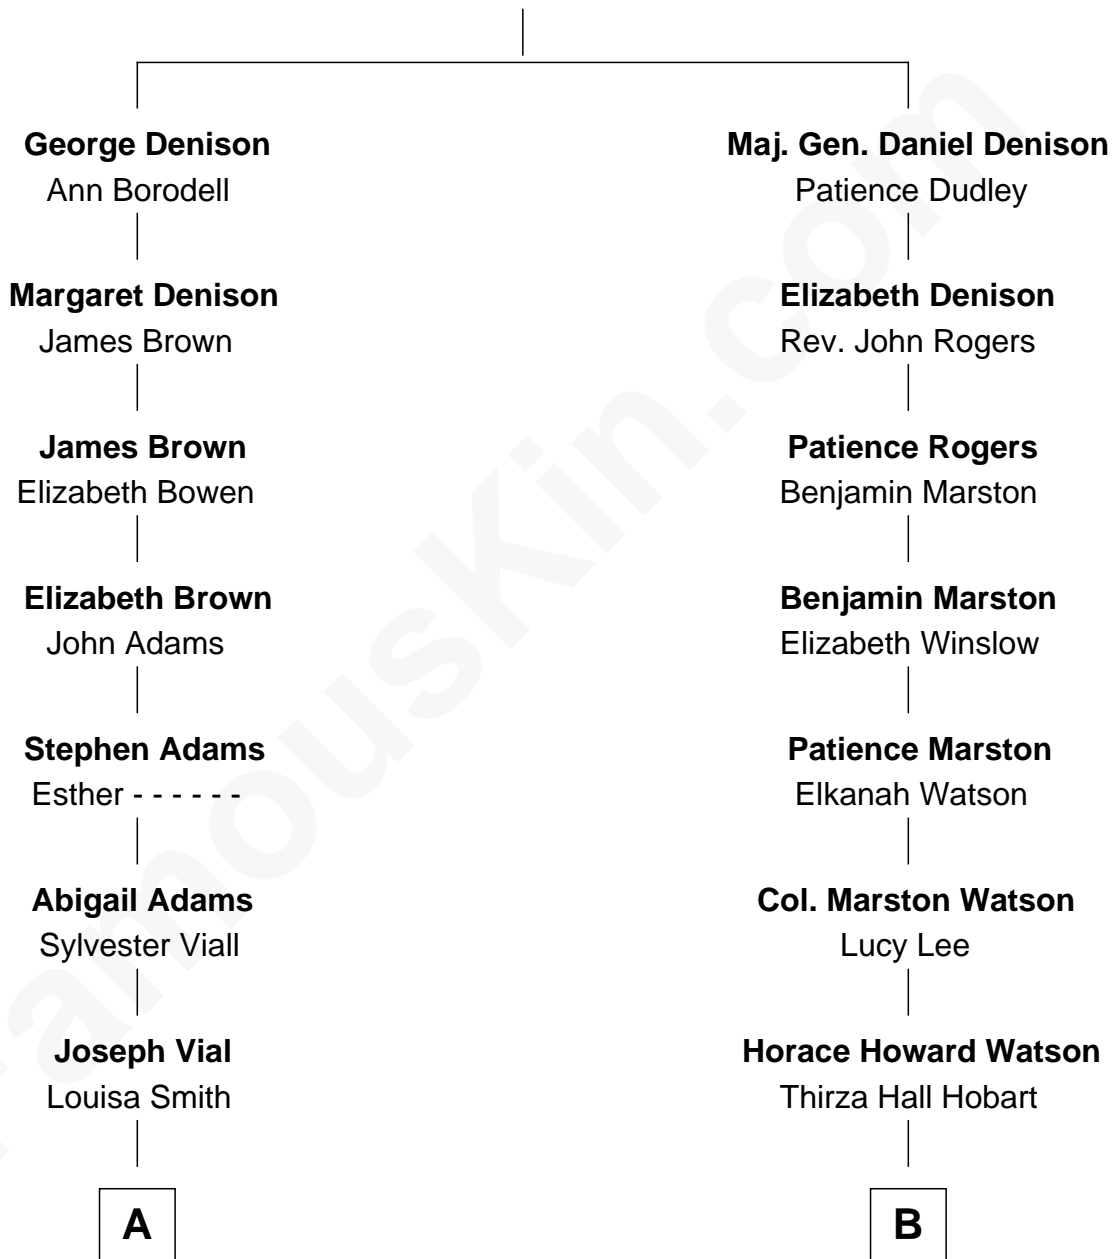 George Denison
Ann Borodell
Maj. Gen. Daniel Denison
Patience Dudley
Margaret Denison
James Brown
Elizabeth Denison
Rev. John Rogers
James Brown
Elizabeth Bowen
Patience Rogers
Benjamin Marston
Elizabeth Brown
John Adams
Benjamin Marston
Elizabeth Winslow
Stephen Adams
Esther - - - - - -
Patience Marston
Elkanah Watson
Abigail Adams
Sylvester Viall
Col. Marston Watson
Lucy Lee
Joseph Vial
Louisa Smith
Horace Howard Watson
Thirza Hall Hobart
A
B
FamousKin.com